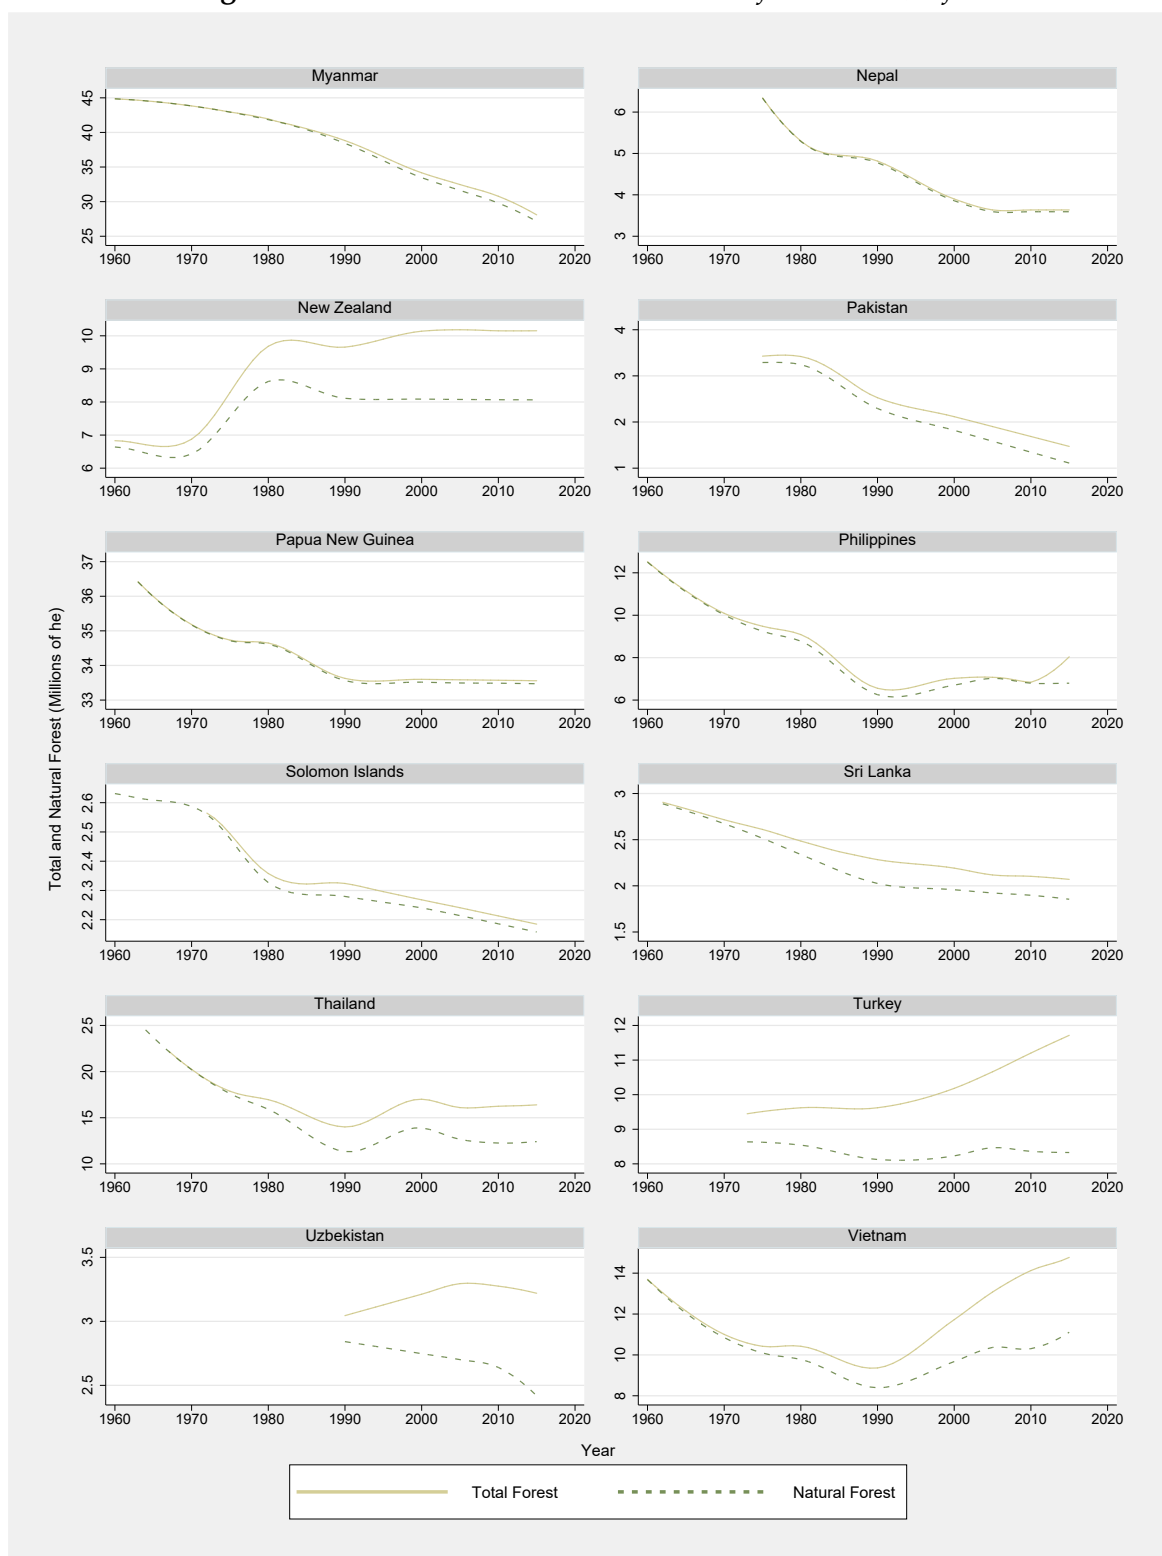 Myanmar
45
40
35
30
25
1960 1970 1980 1990 2000 2010 2020
Nepal
6
5
4
3
1960 1970 1980 1990 2000 2010 2020
New Zealand
10
9
8
7
6
1960 1970 1980 1990 2000 2010 2020
Pakistan
4
3
2
1
1960 1970 1980 1990 2000 2010 2020
Total and Natural Forest (Millions of he)
Papua New Guinea
37
36
35
34
33
1960 1970 1980 1990 2000 2010 2020
Philippines
12
10
8
6
1960 1970 1980 1990 2000 2010 2020
Solomon Islands
2.6
2.5
2.4
2.3
2.2
1960 1970 1980 1990 2000 2010 2020
Sri Lanka
3
2.5
2
1.5
1960 1970 1980 1990 2000 2010 2020
Thailand
25
20
15
10
1960 1970 1980 1990 2000 2010 2020
Turkey
12
11
10
9
8
1960 1970 1980 1990 2000 2010 2020
Uzbekistan
3.5
3
2.5
1960 1970 1980 1990 2000 2010 2020
Vietnam
14
12
10
8
1960 1970 1980 1990 2000 2010 2020
Year
Total Forest
Natural Forest